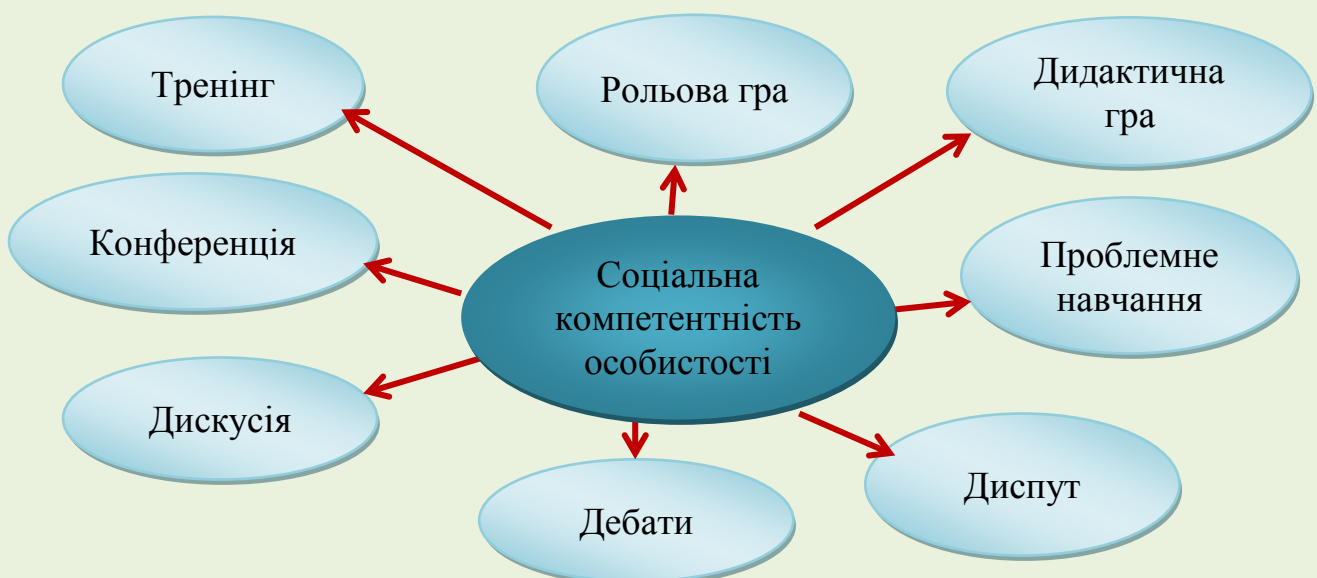 Тренінг
Рольова гра
Дидактична
гра
Конференція
Соціальна
компетентність
особистості
Проблемне
навчання
Дискусія
Дебати
Диспут